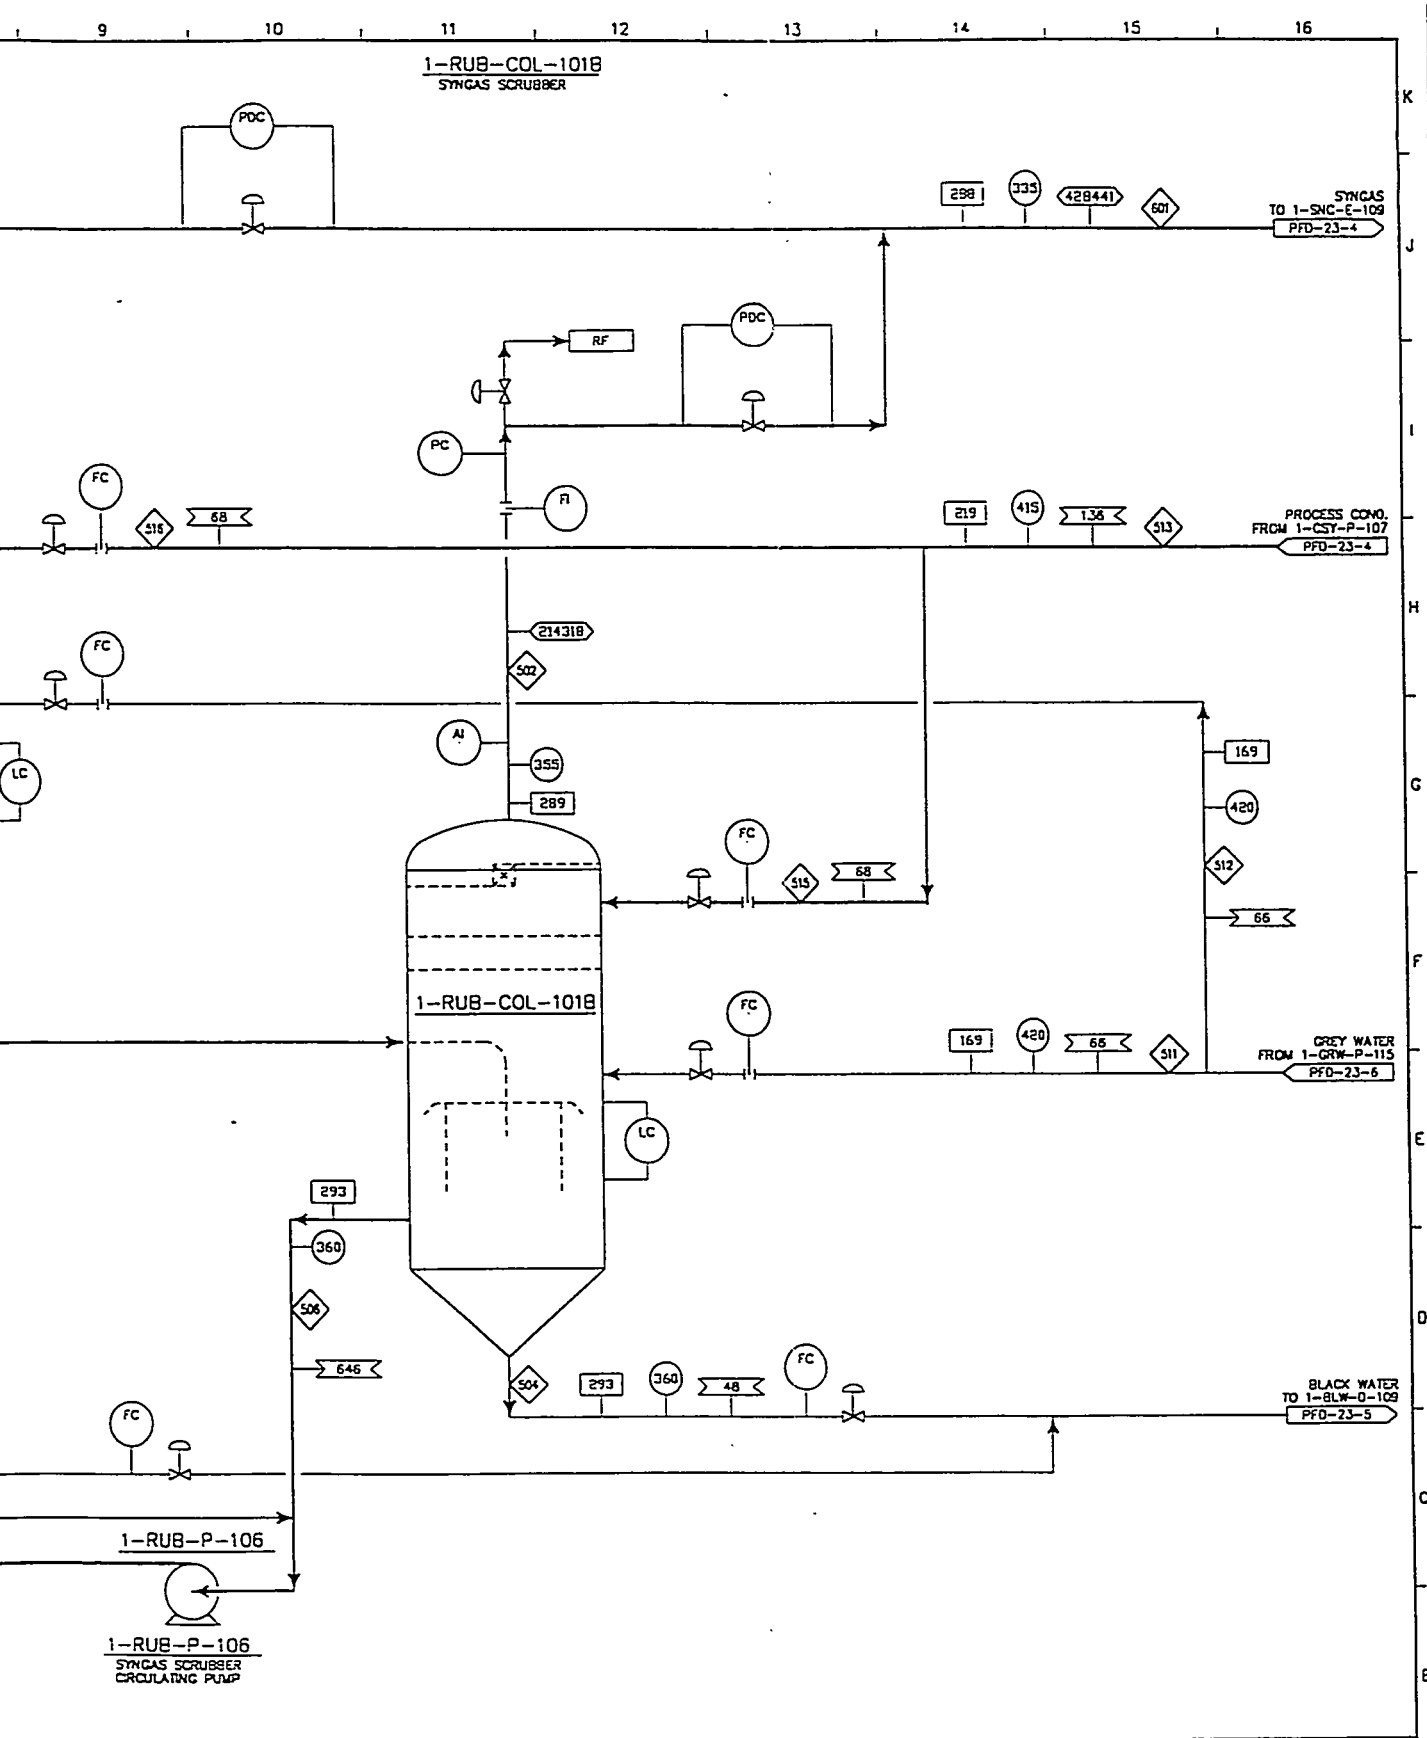 9 10 11 12 13 14 15 16
1-RUB-COL-101B
SYNGAS SCRUBBER
K
PDC
298
335
428441
601
SYNGAS
TO 1-SNC-E-109
PFD-23-4
J
PDC
RF
PC
I
FC
FI
516
68
219
415
136
513
PROCESS COND.
FROM 1-CSY-P-107
PFD-23-4
H
214318
FC
502
AI
355
289
169
LC
420
G
FC
515
68
512
66
F
1-RUB-COL-101B
FC
169
420
66
511
GREY WATER
FROM 1-GRW-P-115
PFD-23-6
LC
E
293
360
506
D
646
504
293
360
48
FC
BLACK WATER
TO 1-BLW-D-109
PFD-23-5
FC
C
1-RUB-P-106
1-RUB-P-106
SYNGAS SCRUBBER
CIRCULATING PUMP
B